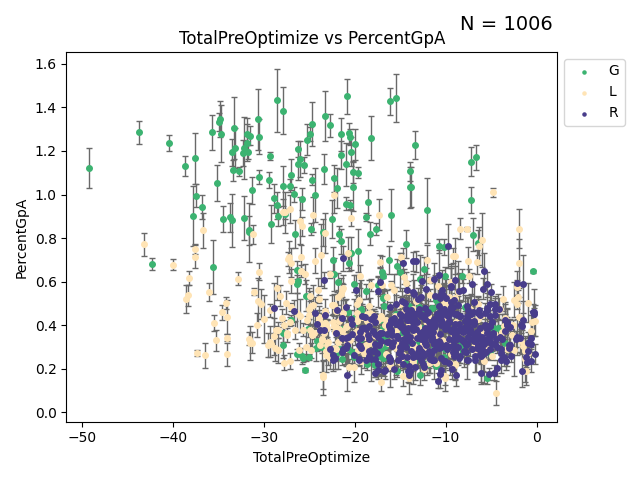 N = 1006
TotalPreOptimize vs PercentGpA
G
L
R
PercentGpA
1.6
1.4
1.2
1.0
0.8
0.6
0.4
0.2
0.0
−50 −40 −30 −20 −10 0
TotalPreOptimize